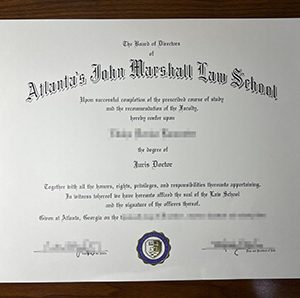 The Board of Directors
of
Atlanta's John Marshall Law School
Upon successful completion of the prescribed course of study
and the recommendation of the Faculty,
hereby confer upon
the degree of
Juris Doctor
Together with all the honors, rights, privileges, and responsibilities thereunto appertaining.
In witness whereof we have hereunto affixed the seal of the Law School
and the signature of the officers thereof.
Given at Atlanta, Georgia on the